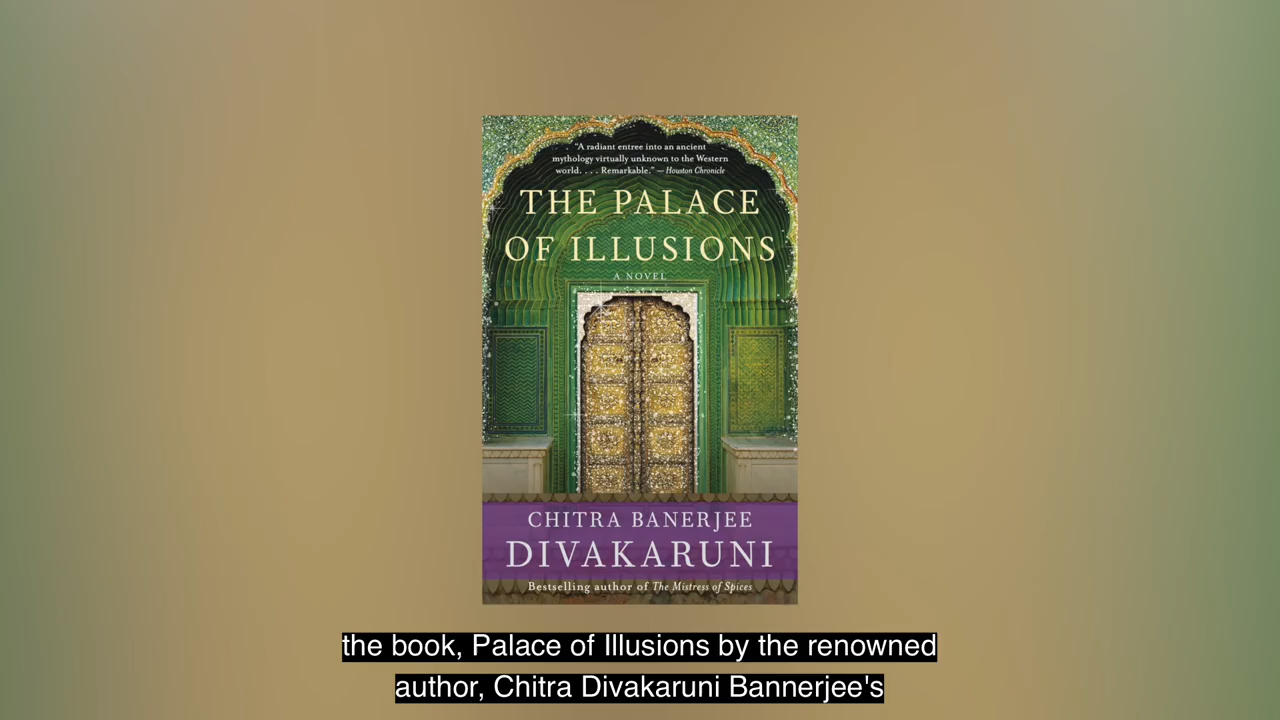 “A radiant entree into an ancient
mythology virtually unknown to the Western
world. . . . Remarkable.” — Houston Chronicle
THE PALACE
OF ILLUSIONS
A NOVEL
CHITRA BANERJEE
DIVAKARUNI
Bestselling author of The Mistress of Spices
the book, Palace of Illusions by the renowned
author, Chitra Divakaruni Bannerjee's